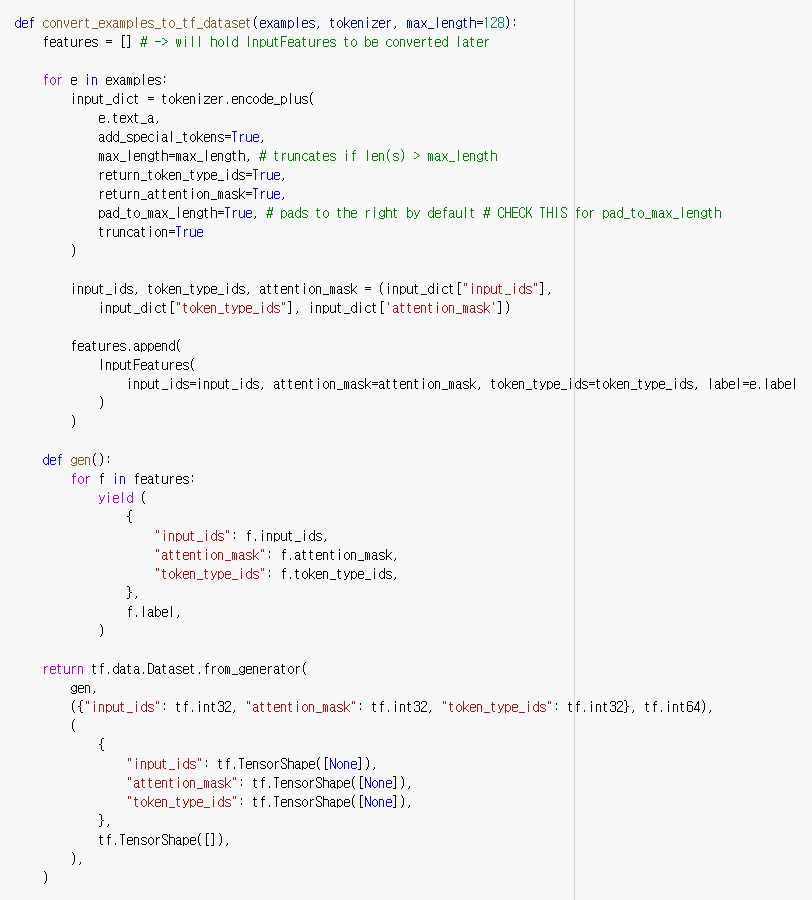 def convert_examples_to_tf_dataset(examples, tokenizer, max_length=128):
    features = [] # -> will hold InputFeatures to be converted later

    for e in examples:
        input_dict = tokenizer.encode_plus(
            e.text_a,
            add_special_tokens=True,
            max_length=max_length, # truncates if len(s) > max_length
            return_token_type_ids=True,
            return_attention_mask=True,
            pad_to_max_length=True, # pads to the right by default # CHECK THIS for pad_to_max_length
            truncation=True
        )

        input_ids, token_type_ids, attention_mask = (input_dict["input_ids"],
            input_dict["token_type_ids"], input_dict['attention_mask'])

        features.append(
            InputFeatures(
                input_ids=input_ids, attention_mask=attention_mask, token_type_ids=token_type_ids, label=e.label
            )
        )

    def gen():
        for f in features:
            yield (
                {
                    "input_ids": f.input_ids,
                    "attention_mask": f.attention_mask,
                    "token_type_ids": f.token_type_ids,
                },
                f.label,
            )

    return tf.data.Dataset.from_generator(
        gen,
        ({"input_ids": tf.int32, "attention_mask": tf.int32, "token_type_ids": tf.int32}, tf.int64),
        (
            {
                "input_ids": tf.TensorShape([None]),
                "attention_mask": tf.TensorShape([None]),
                "token_type_ids": tf.TensorShape([None]),
            },
            tf.TensorShape([]),
        ),
    )